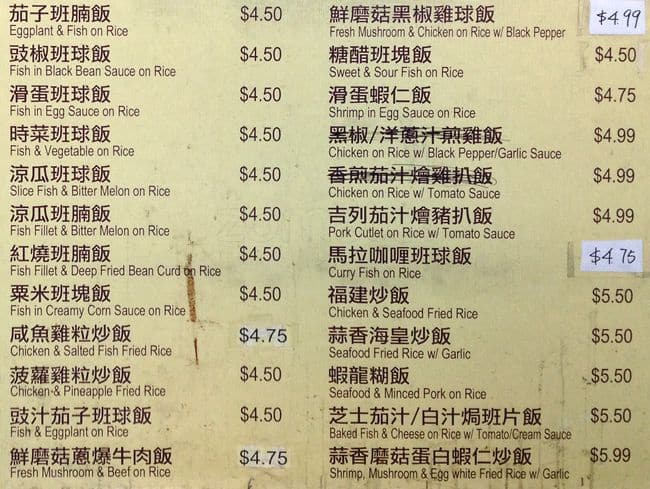 茄子班腩飯 $4.50
Eggplant & Fish on Rice
豉椒班球飯 $4.50
Fish in Black Bean Sauce on Rice
滑蛋班球飯 $4.50
Fish in Egg Sauce on Rice
時菜班球飯 $4.50
Fish & Vegetable on Rice
涼瓜班球飯 $4.50
Slice Fish & Bitter Melon on Rice
涼瓜班腩飯 $4.50
Fish Fillet & Bitter Melon on Rice
紅燒班腩飯 $4.50
Fish Fillet & Deep Fried Bean Curd on Rice
粟米班塊飯 $4.50
Fish in Creamy Corn Sauce on Rice
咸魚雞粒炒飯 $4.75
Chicken & Salted Fish Fried Rice
菠蘿雞粒炒飯 $4.50
Chicken & Pineapple Fried Rice
豉汁茄子班球飯 $4.50
Fish & Eggplant on Rice
鮮磨菇蔥爆牛肉飯 $4.75
Fresh Mushroom & Beef on Rice
鮮磨菇黑椒雞球飯 $4.99
Fresh Mushroom & Chicken on Rice w/ Black Pepper
糖醋班塊飯 $4.50
Sweet & Sour Fish on Rice
滑蛋蝦仁飯 $4.75
Shrimp in Egg Sauce on Rice
黑椒/洋蔥汁煎雞飯 $4.99
Chicken on Rice w/ Black Pepper/Garlic Sauce
香煎茄汁燴雞扒飯 $4.99
Chicken on Rice w/ Tomato Sauce
吉列茄汁燴豬扒飯 $4.99
Pork Cutlet on Rice w/ Tomato Sauce
馬拉咖喱班球飯 $4.75
Curry Fish on Rice
福建炒飯 $5.50
Chicken & Seafood Fried Rice
蒜香海皇炒飯 $5.50
Seafood Fried Rice w/ Garlic
蝦龍糊飯 $5.50
Seafood & Minced Pork on Rice
芝士茄汁/白汁焗班片飯 $5.50
Baked Fish & Cheese on Rice w/ Tomato/Cream Sauce
蒜香磨菇蛋白蝦仁炒飯 $5.99
Shrimp, Mushroom & Egg white Fried Rice w/ Garlic